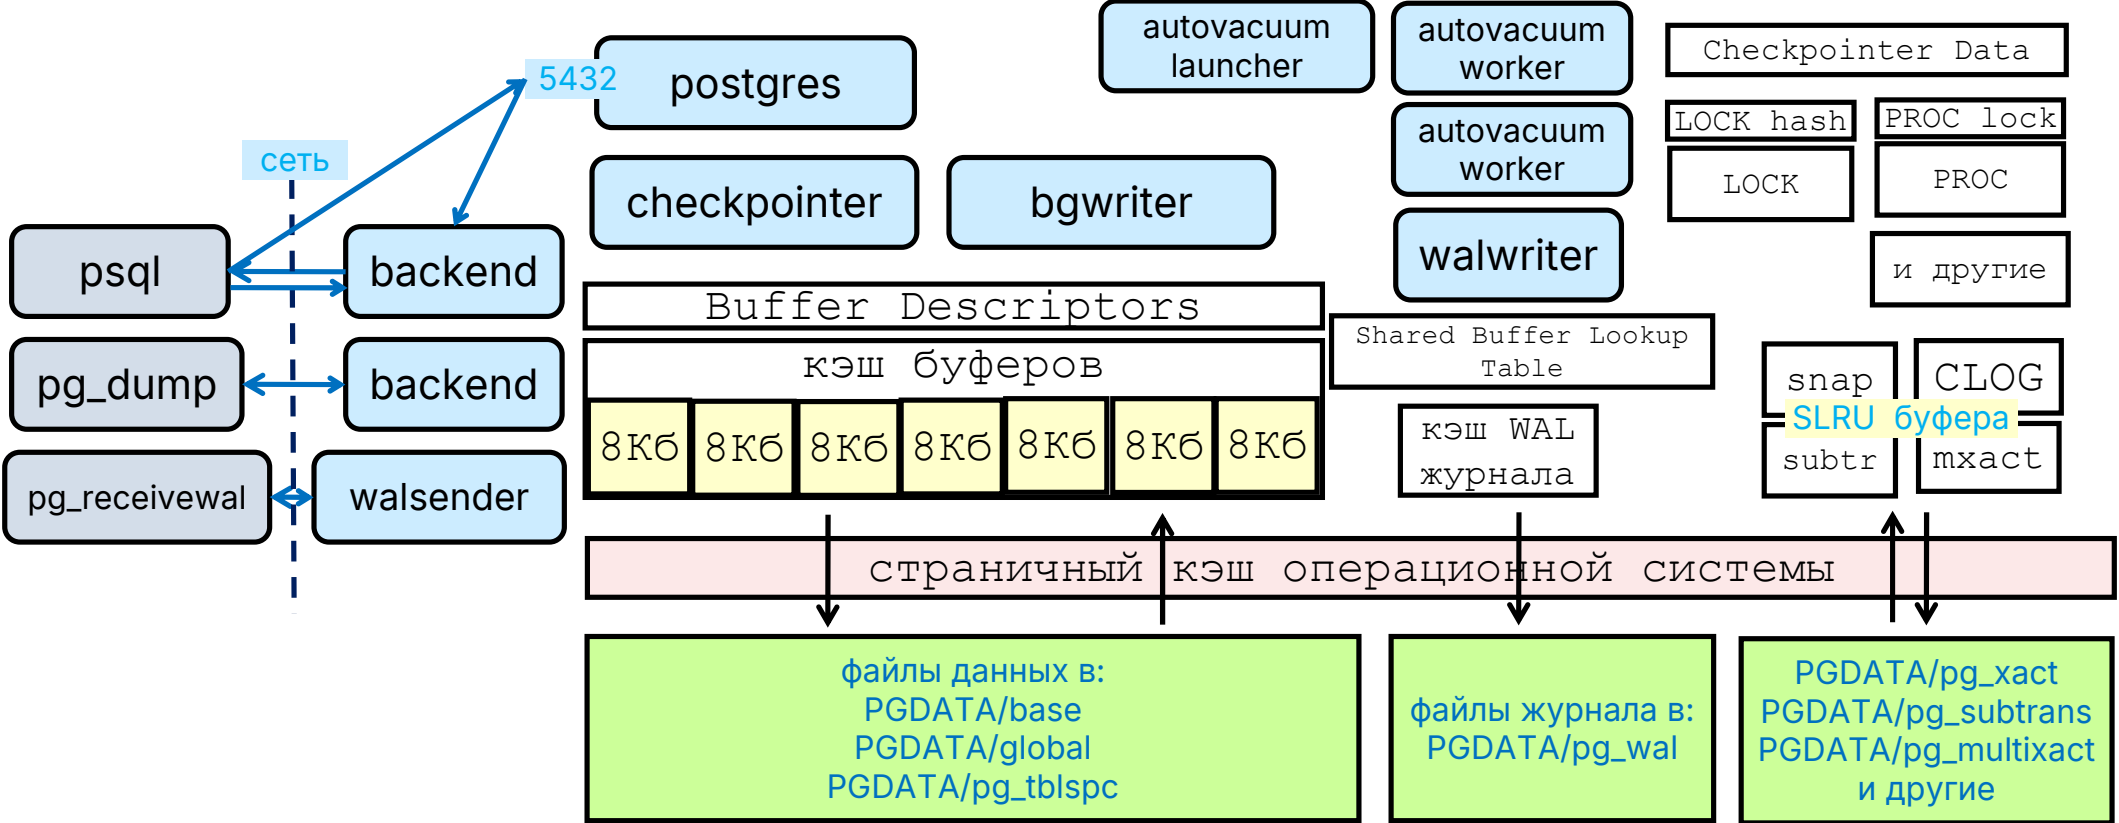 autovacuum
launcher
autovacuum
worker
Checkpointer Data
5432
postgres
LOCK hash
PROC lock
autovacuum
worker
сеть
checkpointer
bgwriter
LOCK
PROC
psql
backend
walwriter
и другие
Buffer Descriptors
Shared Buffer Lookup
Table
кэш буферов
pg_dump
backend
snap
CLOG
SLRU буфера
8Кб
8Кб
8Кб
8Кб
8Кб
8Кб
8Кб
кэш WAL
журнала
subtr
mxact
pg_receivewal
walsender
страничный кэш операционной системы
файлы данных в:
PGDATA/base
PGDATA/global
PGDATA/pg_tblspc
файлы журнала в:
PGDATA/pg_wal
PGDATA/pg_xact
PGDATA/pg_subtrans
PGDATA/pg_multixact
и другие